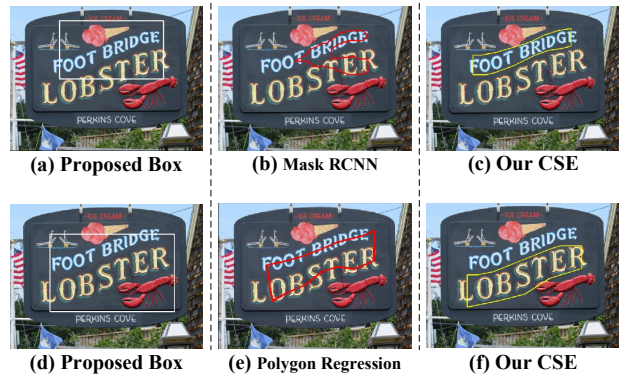 ICE CREAM
FOOT BRIDGE
LOBSTER
PERKINS COVE
ICE CREAM
FOOT BRIDGE
LOBSTER
PERKINS COVE
ICE CREAM
FOOT BRIDGE
LOBSTER
PERKINS COVE
(a) Proposed Box
(b) Mask RCNN
(c) Our CSE
-ICE CREAM-
FOOT BRIDGE
LOBSTER
PERKINS COVE
ICE CREAM
FOOT BRIDGE
LOBSTER
PERKINS COVE
ICE CREAM
FOOT BRIDGE
LOBSTER
PERKINS COVE
(d) Proposed Box
(e) Polygon Regression
(f) Our CSE